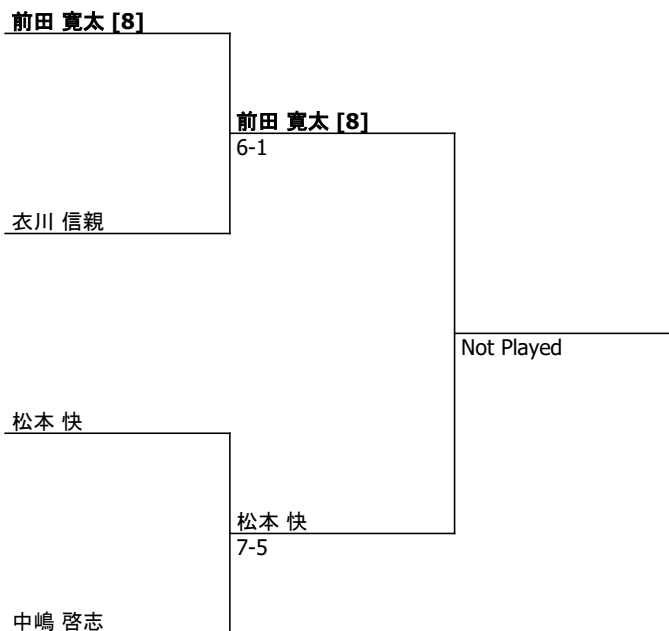 前田 寛太 [8]
前田 寛太 [8]
6-1
衣川 信親
Not Played
松本 快
松本 快
7-5
中嶋 啓志